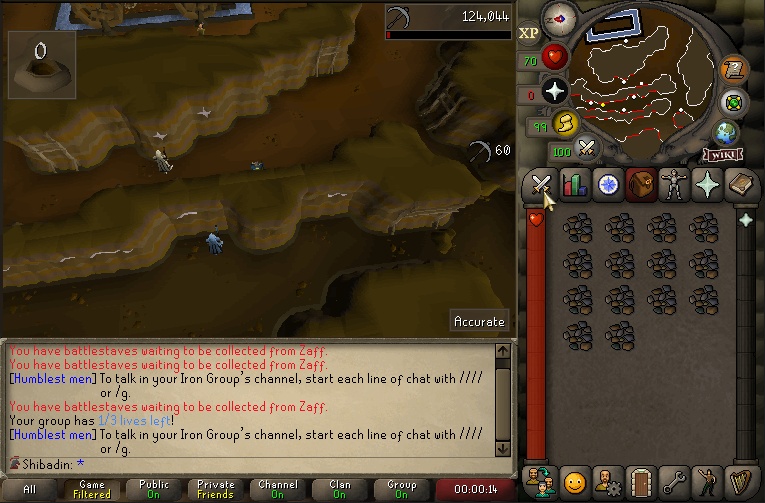 0
124,044
XP
70
0
99
100
WIKI
60
Accurate
You have battlestaves waiting to be collected from Zaff.
You have battlestaves waiting to be collected from Zaff.
[Humblest men] To talk in your Iron Group's channel, start each line of chat with ////
or /g.
You have battlestaves waiting to be collected from Zaff.
Your group has 1/3 lives left!
[Humblest men] To talk in your Iron Group's channel, start each line of chat with ////
or /g.
Shibadin: *
All
Game
Filtered
Public
On
Private
Friends
Channel
On
Clan
On
Group
On
00:00:14